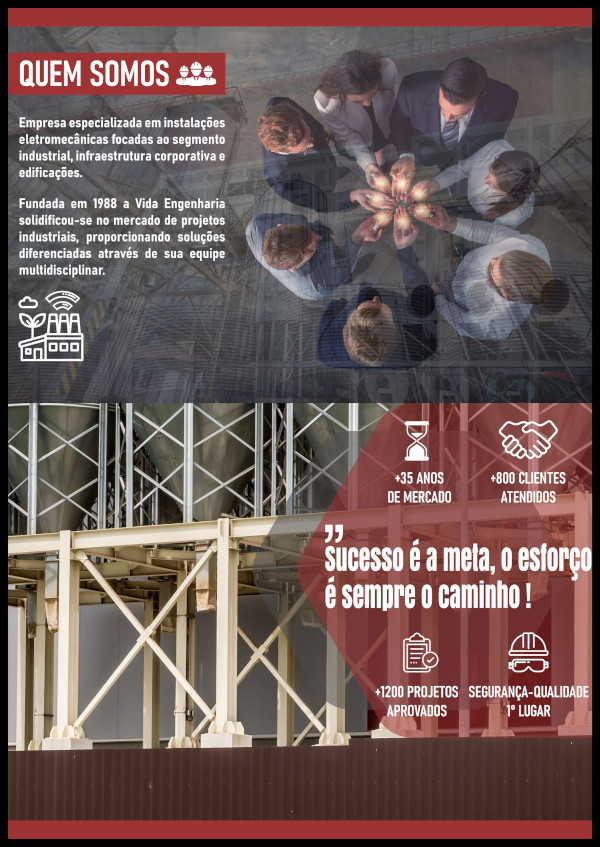 QUEM SOMOS
Empresa especializada em instalações
eletromecânicas focadas ao segmento
industrial, infraestrutura corporativa e
edificações.
Fundada em 1988 a Vida Engenharia
solidificou-se no mercado de projetos
industriais, proporcionando soluções
diferenciadas através de sua equipe
multidisciplinar.
+35 ANOS
DE MERCADO
+800 CLIENTES
ATENDIDOS
”
Sucesso é a meta, o esforço
é sempre o caminho !
+1200 PROJETOS
APROVADOS
SEGURANÇA-QUALIDADE
1º LUGAR